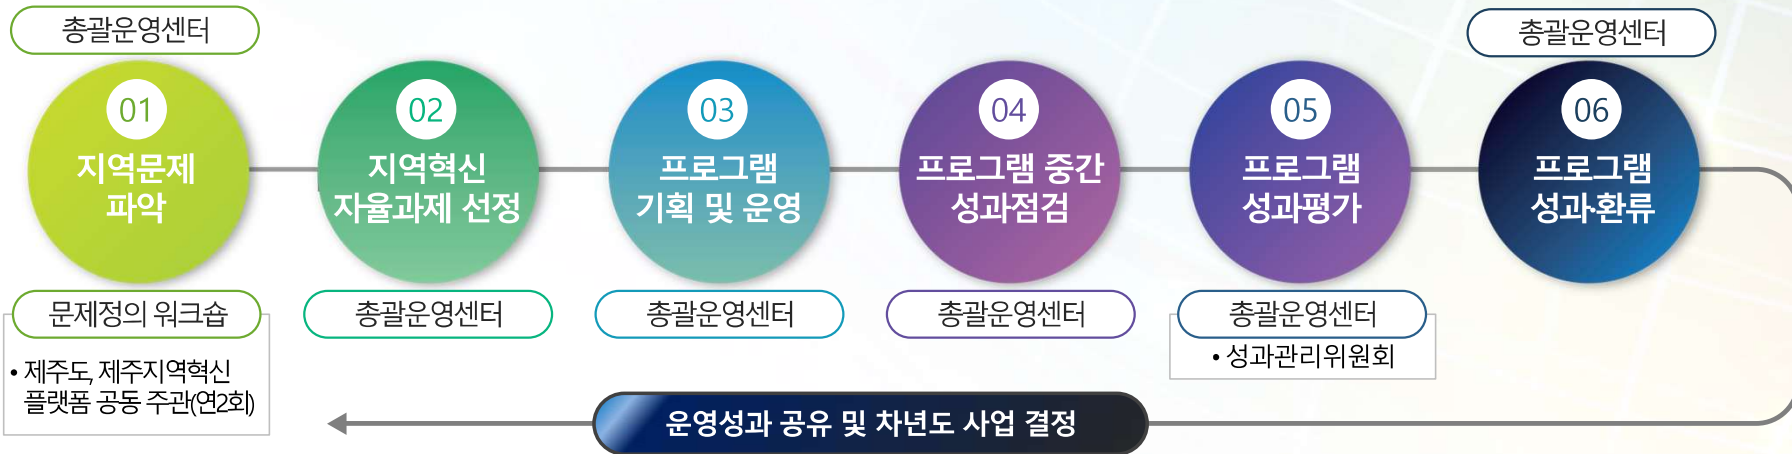 총괄운영센터
01
지역문제
파악
문제정의 워크숍
• 제주도, 제주지역혁신
플랫폼 공동 주관(연2회)
02
지역혁신
자율과제 선정
총괄운영센터
03
프로그램
기획 및 운영
총괄운영센터
04
프로그램 중간
성과점검
총괄운영센터
05
프로그램
성과평가
총괄운영센터
• 성과관리위원회
총괄운영센터
06
프로그램
성과·환류
운영성과 공유 및 차년도 사업 결정